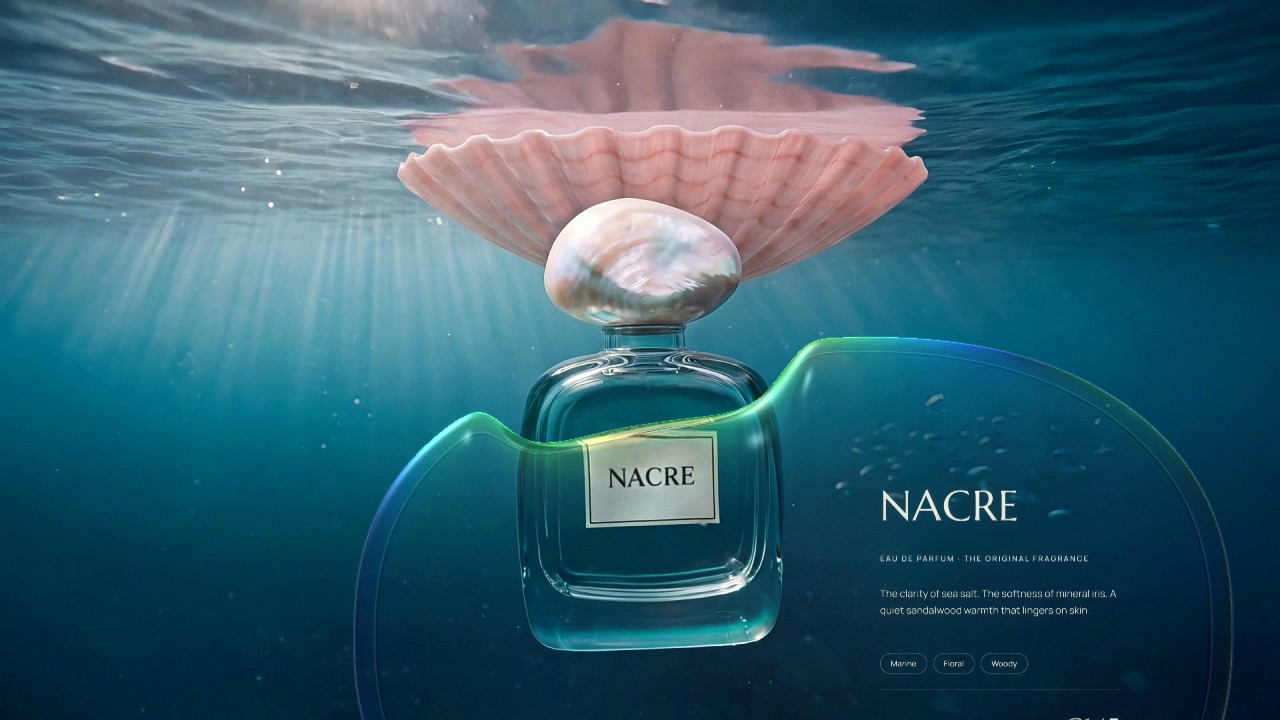 NACRE
NACRE
EAU DE PARFUM · THE ORIGINAL FRAGRANCE
The clarity of sea salt. The softness of mineral iris. A
quiet sandalwood warmth that lingers on skin.
Marine
Floral
Woody